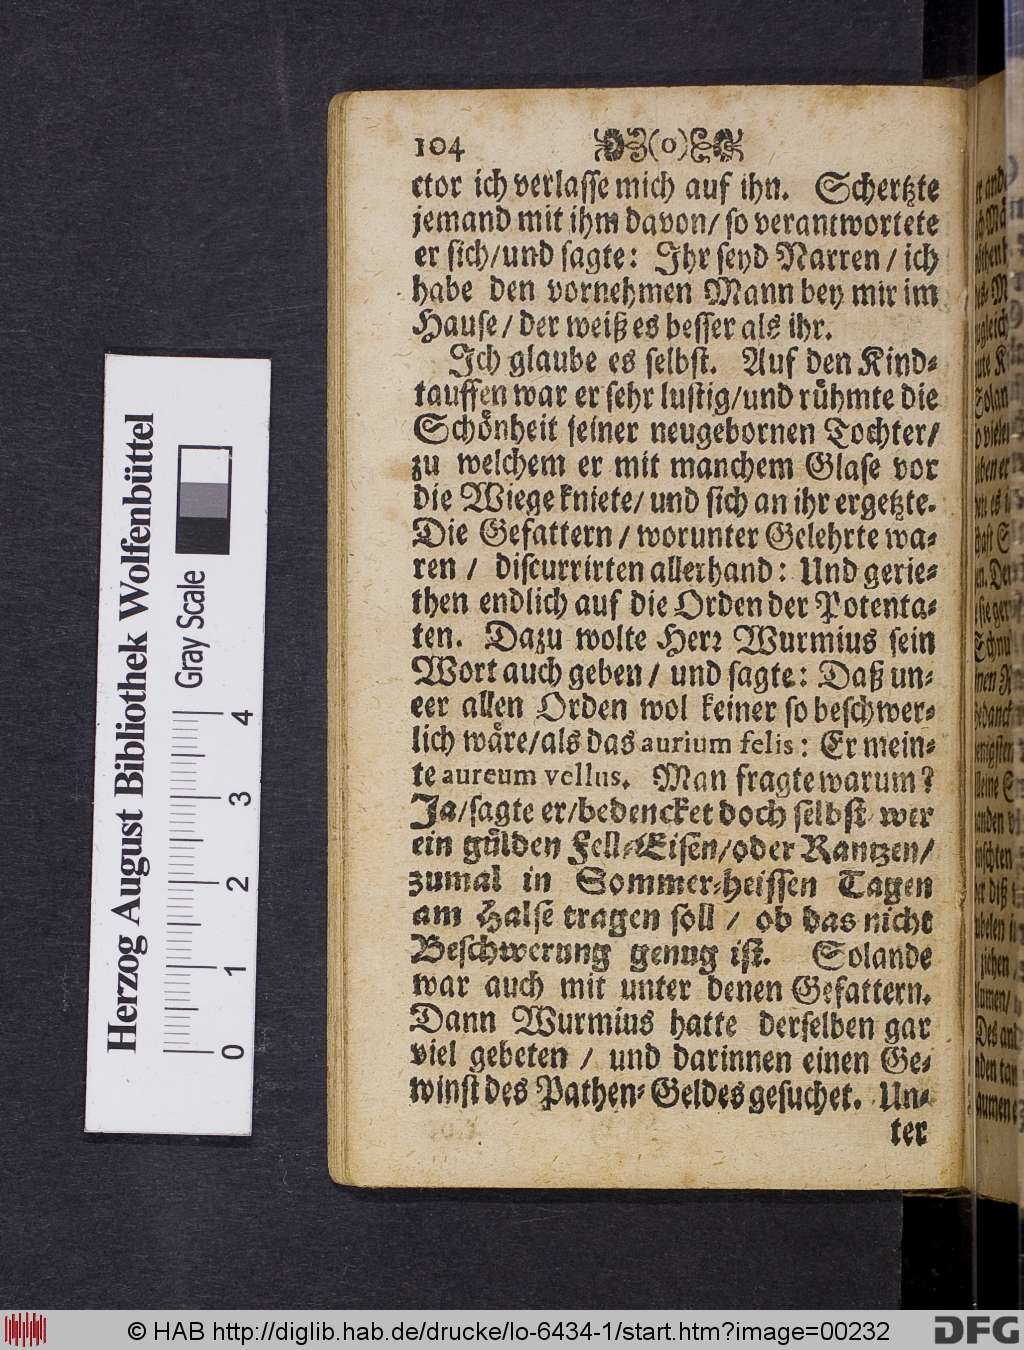 104 (o)
ctor ich verlasse mich auf ihn. Schertzte
jemand mit ihm davon/ so verantwortete
er sich/und sagte: Ihr seyd Narren / ich
habe den vornehmen Mann bey mir im
Hause / der weiß es besser als ihr.
Ich glaube es selbst. Auf den Kind-
tauffen war er sehr lustig/und rühmte die
Schönheit seiner neugebornen Tochter/
zu welchem er mit manchem Glase vor
die Wiege kniete/ und sich an ihr ergetzte.
Die Gefattern / worunter Gelehrte wa-
ren / discurrirten allerhand: Und gerie-
then endlich auf die Orden der Potenta-
ten. Dazu wolte Herr Wurmius sein
Wort auch geben / und sagte: Daß un-
eer allen Orden wol keiner so beschwer-
lich wäre/als das aurium felis: Er mein-
te aureum vellus. Man fragte warum?
Ja/sagte er/bedencket doch selbst wer
ein gülden Fell-Eisen/oder Rantzen/
zumal in Sommer-heissen Tagen
am Halse tragen soll / ob das nicht
Beschwerung genug ist. Solande
war auch mit unter denen Gefattern.
Dann Wurmius hatte derselben gar
viel gebeten / und darinnen einen Ge-
winst des Pathen-Geldes gesuchet. Un-
ter
Herzog August Bibliothek Wolfenbüttel
Gray Scale
0 1 2 3 4
© HAB http://diglib.hab.de/drucke/lo-6434-1/start.htm?image=00232
DFG